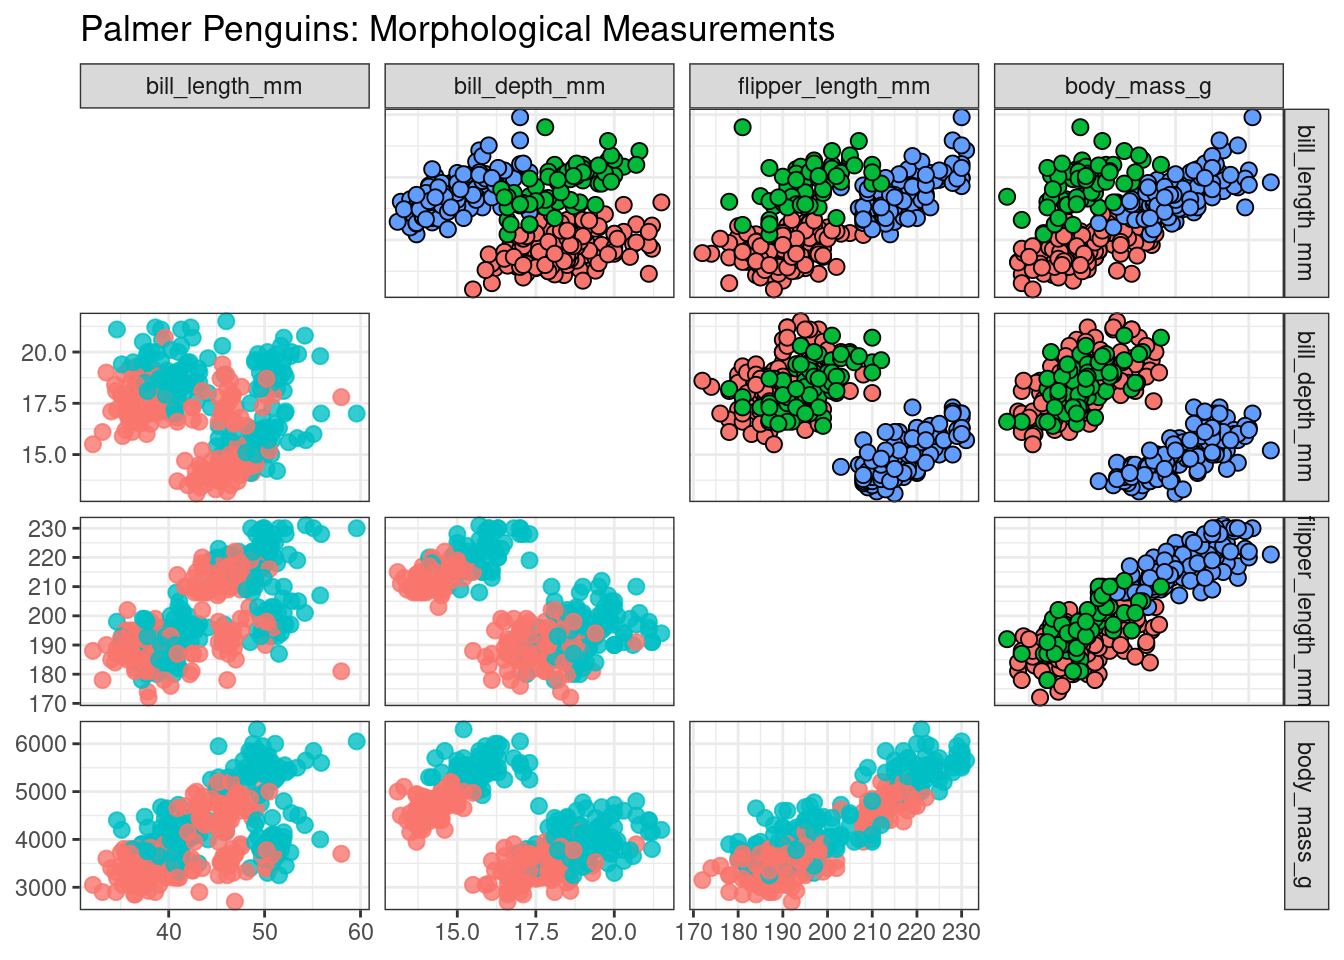 Palmer Penguins: Morphological Measurements
bill_length_mm
bill_depth_mm
flipper_length_mm
body_mass_g
bill_length_mm
20.0
17.5
15.0
bill_depth_mm
230
220
210
200
190
180
170
flipper_length_mm
6000
5000
4000
3000
body_mass_g
40 50 60
15.0 17.5 20.0
170 180 190 200 210 220 230